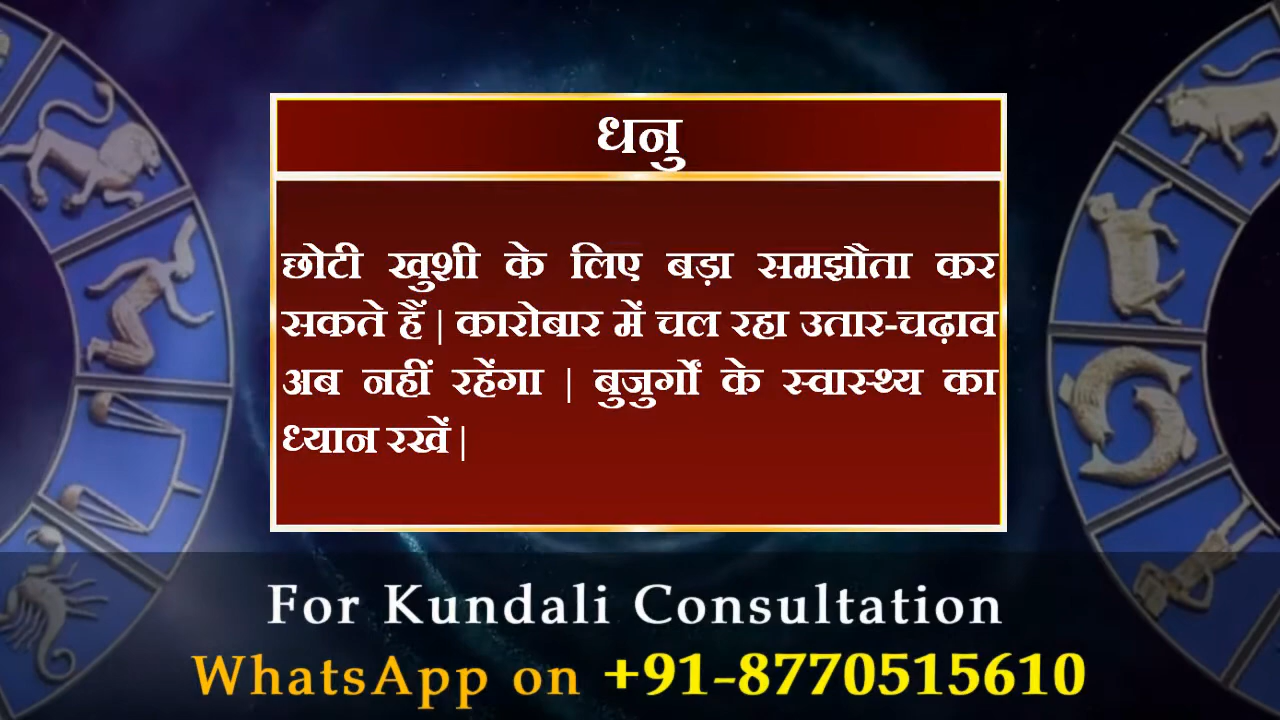 धनु
छोटी खुशी के लिए बड़ा समझौता कर
सकते हैं | कारोबार में चल रहा उतार-चढ़ाव
अब नहीं रहेंगा | बुजुर्गों के स्वास्थ्य का
ध्यान रखें |
For Kundali Consultation
WhatsApp on +91-8770515610